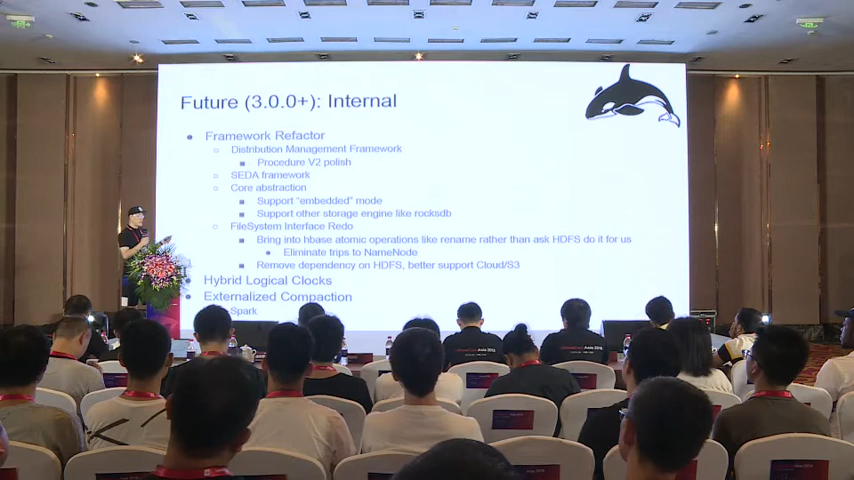 Future (3.0.0+): Internal
Framework Refactor
Distribution Management Framework
Procedure V2 polish
SEDA framework
Core abstraction
Support "embedded" mode
Support other storage engine like rocksdb
FileSystem Interface Redo
Bring into hbase atomic operations like rename rather than ask HDFS do it for us
Eliminate trips to NameNode
Remove dependency on HDFS, better support Cloud/S3
Hybrid Logical Clocks
Externalized Compaction
Spark